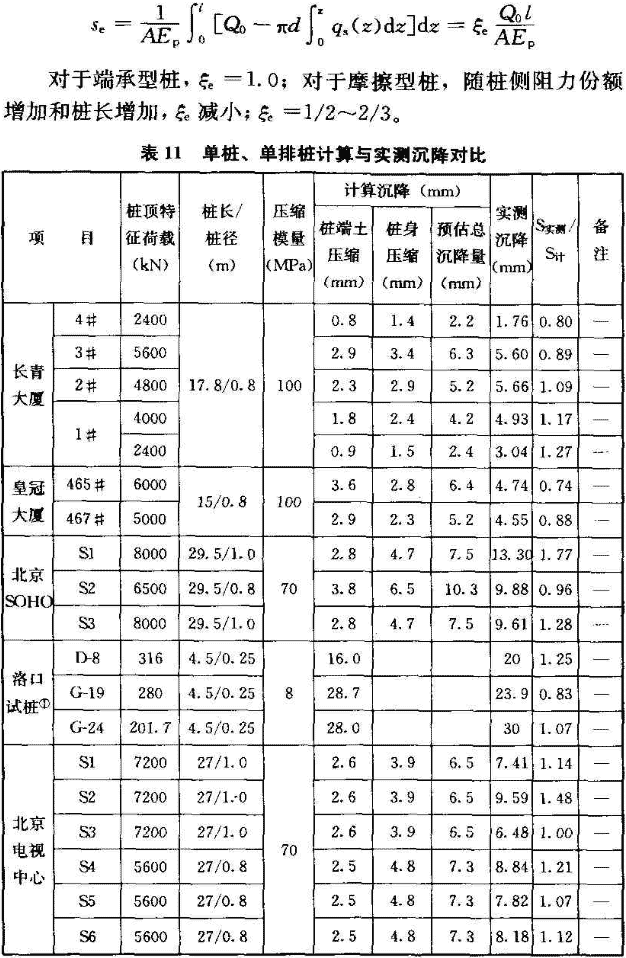 s_e = \frac{1}{AE_p} \int_0^l [Q_0 - πd \int_0^z q_s(z)dz]dz = ξ_e \frac{Q_0 l}{AE_p}
对于端承型桩，ξ_e =1.0；对于摩擦型桩，随桩侧阻力份额
增加和桩长增加，ξ_e 减小；ξ_e =1/2～2/3。
表 11 单桩、单排桩计算与实测沉降对比
项 目 | 桩顶特征荷载 (kN) | 桩长/桩径 (m) | 压缩模量 (MPa) | 计算沉降 (mm) | 实测沉降 (mm) | S实测/S计 | 备注
桩端土压缩 (mm) | 桩身压缩 (mm) | 预估总沉降量 (mm)
长青大厦 | 4# | 2400 | 17.8/0.8 | 100 | 0.8 | 1.4 | 2.2 | 1.76 | 0.80 | —
3# | 5600 | 2.9 | 3.4 | 6.3 | 5.60 | 0.89 | —
2# | 4800 | 2.3 | 2.9 | 5.2 | 5.66 | 1.09 | —
1# | 4000 | 1.8 | 2.4 | 4.2 | 4.93 | 1.17 | —
2400 | 0.9 | 1.5 | 2.4 | 3.04 | 1.27 | —
皇冠大厦 | 465# | 6000 | 15/0.8 | 100 | 3.6 | 2.8 | 6.4 | 4.74 | 0.74 | —
467# | 5000 | 2.9 | 2.3 | 5.2 | 4.55 | 0.88 | —
北京SOHO | S1 | 8000 | 29.5/1.0 | 70 | 2.8 | 4.7 | 7.5 | 13.30 | 1.77 | —
S2 | 6500 | 29.5/0.8 | 3.8 | 6.5 | 10.3 | 9.88 | 0.96 | —
S3 | 8000 | 29.5/1.0 | 2.8 | 4.7 | 7.5 | 9.61 | 1.28 | —
洛口试桩① | D-8 | 316 | 4.5/0.25 | 8 | 16.0 | 20 | 1.25 | —
G-19 | 280 | 4.5/0.25 | 28.7 | 23.9 | 0.83 | —
G-24 | 201.7 | 4.5/0.25 | 28.0 | 30 | 1.07 | —
北京电视中心 | S1 | 7200 | 27/1.0 | 70 | 2.6 | 3.9 | 6.5 | 7.41 | 1.14 | —
S2 | 7200 | 27/1.0 | 2.6 | 3.9 | 6.5 | 9.59 | 1.48 | —
S3 | 7200 | 27/1.0 | 2.6 | 3.9 | 6.5 | 6.48 | 1.00 | —
S4 | 5600 | 27/0.8 | 2.5 | 4.8 | 7.3 | 8.84 | 1.21 | —
S5 | 5600 | 27/0.8 | 2.5 | 4.8 | 7.3 | 7.82 | 1.07 | —
S6 | 5600 | 27/0.8 | 2.5 | 4.8 | 7.3 | 8.18 | 1.12 | —